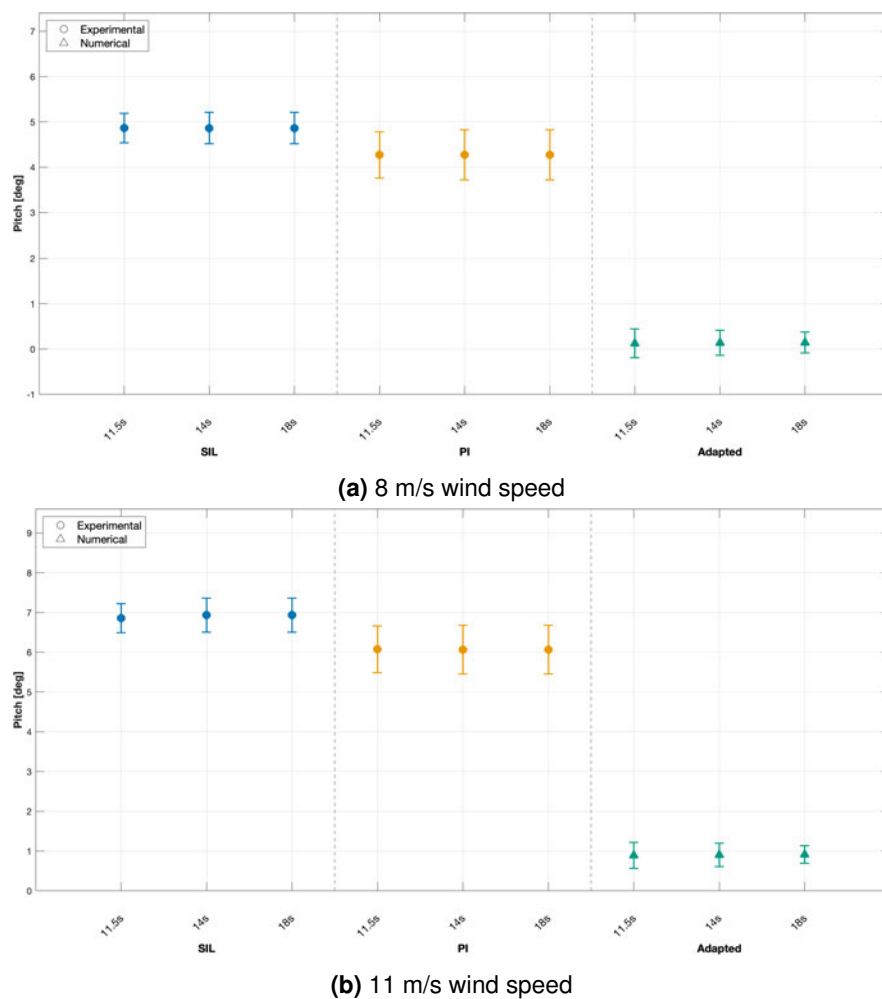 Experimental
Numerical
Pitch [deg]
7
6
5
4
3
2
1
0
-1
11.5s 14s 18s 11.5s 14s 18s 11.5s 14s 18s
SIL PI Adapted
(a) 8 m/s wind speed
Experimental
Numerical
Pitch [deg]
9
8
7
6
5
4
3
2
1
0
11.5s 14s 18s 11.5s 14s 18s 11.5s 14s 18s
SIL PI Adapted
(b) 11 m/s wind speed